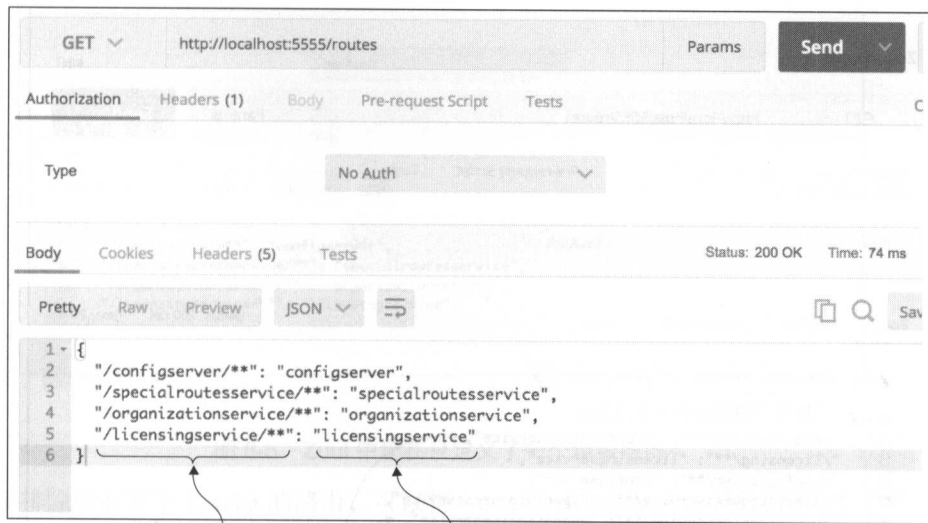 GET http://localhost:5555/routes Params Send
Authorization Headers (1) Body Pre-request Script Tests
Type No Auth
Body Cookies Headers (5) Tests Status: 200 OK Time: 74 ms
Pretty Raw Preview JSON
1 {
2 "/configserver/**": "configserver",
3 "/specialroutesservice/**": "specialroutesservice",
4 "/organizationservice/**": "organizationservice",
5 "/licensingservice/**": "licensingservice"
6 }